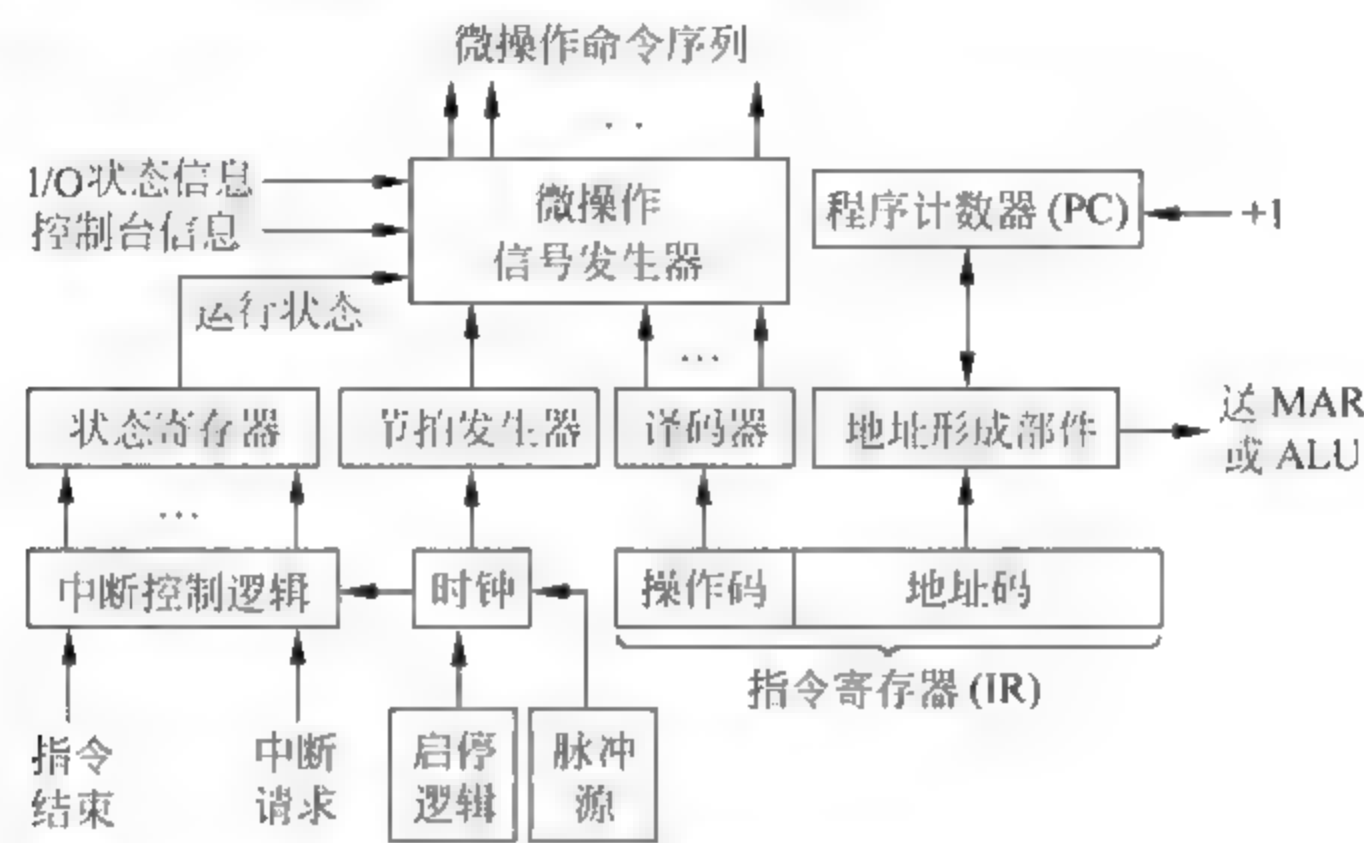 微操作命令序列
…
I/O状态信息
控制台信息
微操作
信号发生器
程序计数器(PC)
+1
运行状态
…
状态寄存器
节拍发生器
译码器
地址形成部件
送 MAR
或 ALU
…
中断控制逻辑
时钟
操作码
地址码
指令寄存器(IR)
指令
结束
中断
请求
启停
逻辑
脉冲
源